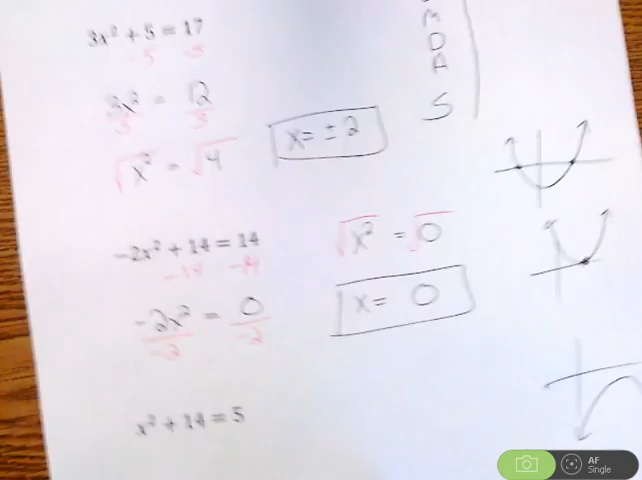 3x² + 5 = 17
-5 -5
3x² = 12
3 3
√x² = √4
x = ± 2
M
D
A
S
-2x² + 14 = 14
-14 -14
-2x² = 0
-2 -2
√x² = √0
x = 0
x² + 14 = 5
AF
Single